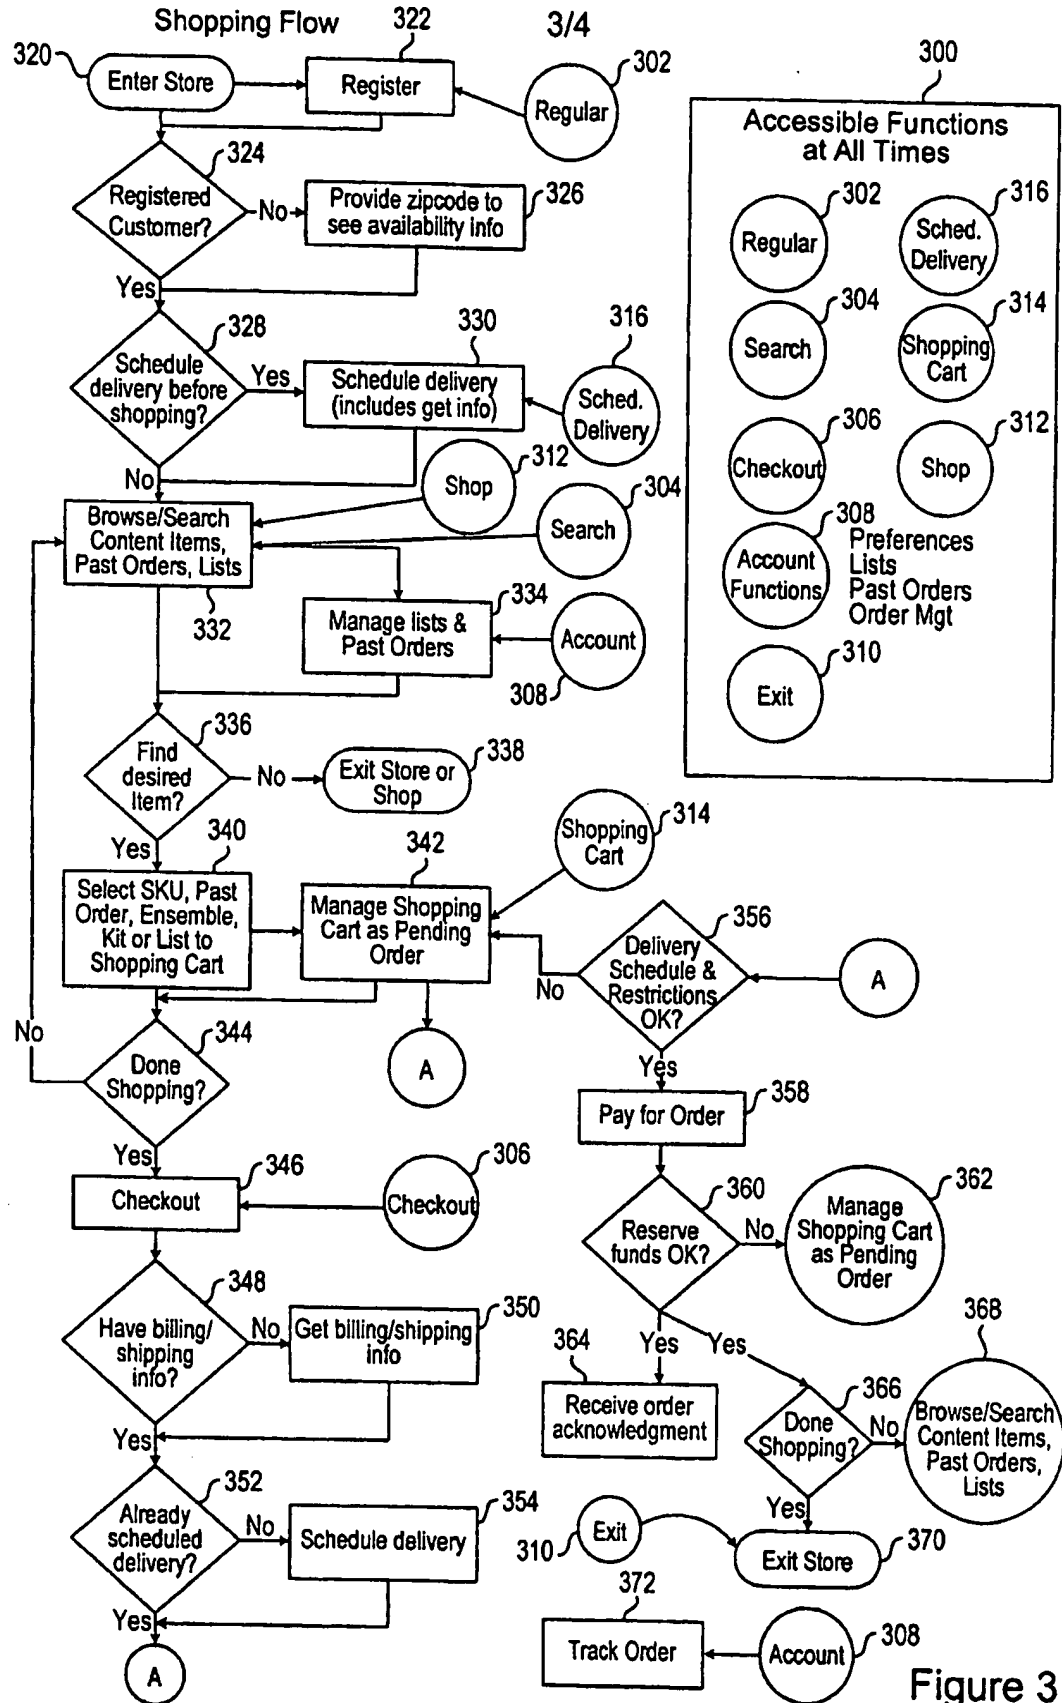 Shopping Flow
3/4
322
320
Enter Store
Register
302
Regular
324
Registered
Customer?
No
Provide zipcode to
see availability info
326
Yes
328
Schedule
delivery before
shopping?
Yes
330
Schedule delivery
(includes get info)
316
Sched.
Delivery
No
312
Shop
304
Search
Browse/Search
Content Items,
Past Orders, Lists
332
334
Manage lists &
Past Orders
Account
308
336
Find
desired
Item?
No
338
Exit Store or
Shop
Yes
340
Select SKU, Past
Order, Ensemble,
Kit or List to
Shopping Cart
342
Manage Shopping
Cart as Pending
Order
Shopping
Cart
314
No
344
Done
Shopping?
A
Yes
346
Checkout
306
Checkout
348
Have billing/
shipping
info?
No
350
Get billing/shipping
info
Yes
352
Already
scheduled
delivery?
No
354
Schedule delivery
Yes
A
300
Accessible Functions
at All Times
302
Regular
316
Sched.
Delivery
304
Search
314
Shopping
Cart
306
Checkout
312
Shop
308
Account
Functions
Preferences
Lists
Past Orders
Order Mgt
310
Exit
356
Delivery
Schedule &
Restrictions
OK?
No
A
Yes
358
Pay for Order
360
Reserve
funds OK?
No
362
Manage
Shopping Cart
as Pending
Order
Yes
Yes
364
Receive order
acknowledgment
366
Done
Shopping?
No
368
Browse/Search
Content Items,
Past Orders,
Lists
Yes
310
Exit
Exit Store
370
372
Track Order
Account
308
Figure 3